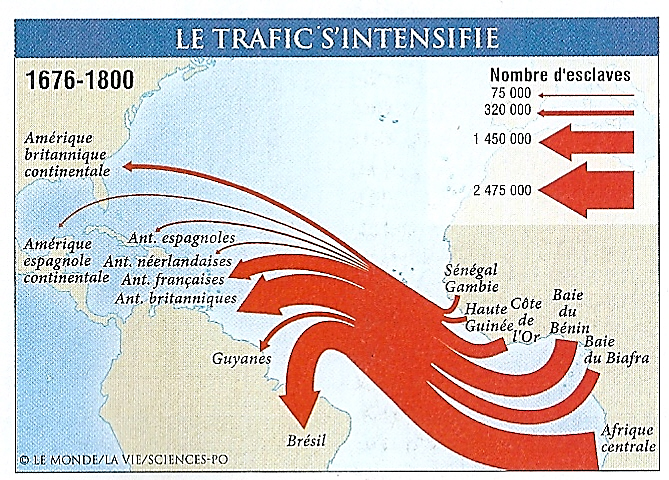 LE TRAFIC S'INTENSIFIE
1676-1800
Nombre d'esclaves
75 000
320 000
1 450 000
2 475 000
Amérique
britannique
continentale
Amérique
espagnole
continentale
Ant. espagnoles
Ant. néerlandaises
Ant. françaises
Ant. britanniques
Guyanes
Brésil
Sénégal
Gambie
Haute
Guinée
Côte
de
l'Or
Baie
du
Bénin
Baie
du Biafra
Afrique
centrale
© LE MONDE/LA VIE/SCIENCES-PO